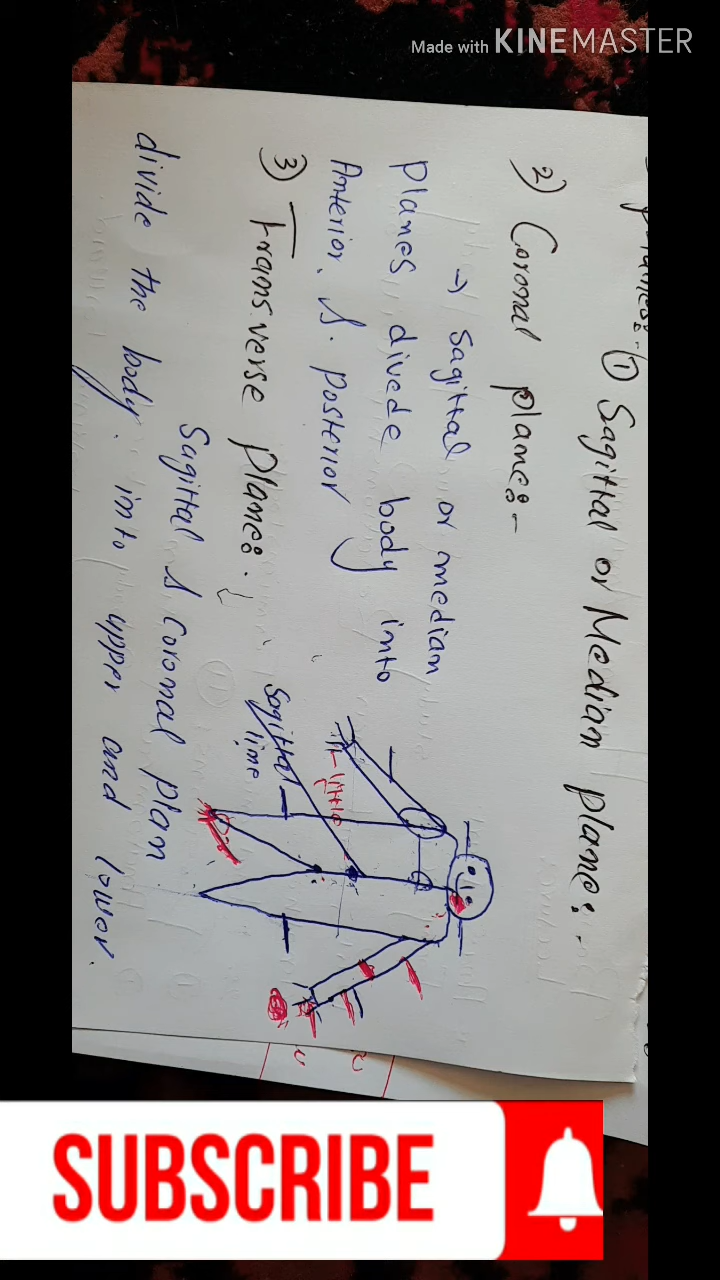 Made with KINEMASTER
① Sagittal or Median plane:-
2) Coronal plane:-
→ Sagittal or median
Planes divede body into
Anterior & posterior
3) Transverse Plane:-
Sagittal & Coronal plan
divide the body into upper and lower.
Sagittal
line
little
SUBSCRIBE